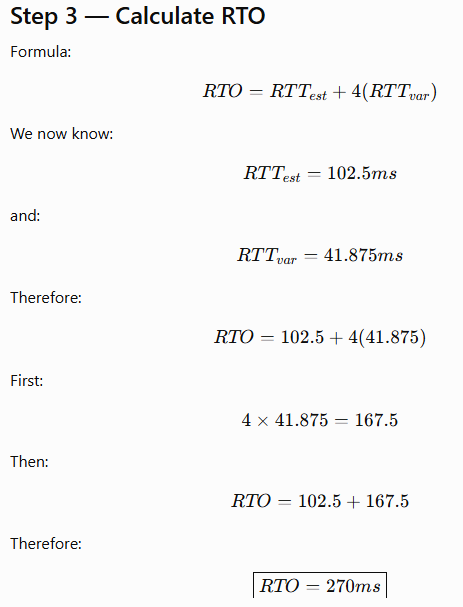 Step 3 — Calculate RTO
Formula:
RTO = RTT_est + 4(RTT_var)
We now know:
RTT_est = 102.5ms
and:
RTT_var = 41.875ms
Therefore:
RTO = 102.5 + 4(41.875)
First:
4 × 41.875 = 167.5
Then:
RTO = 102.5 + 167.5
Therefore:
RTO = 270ms